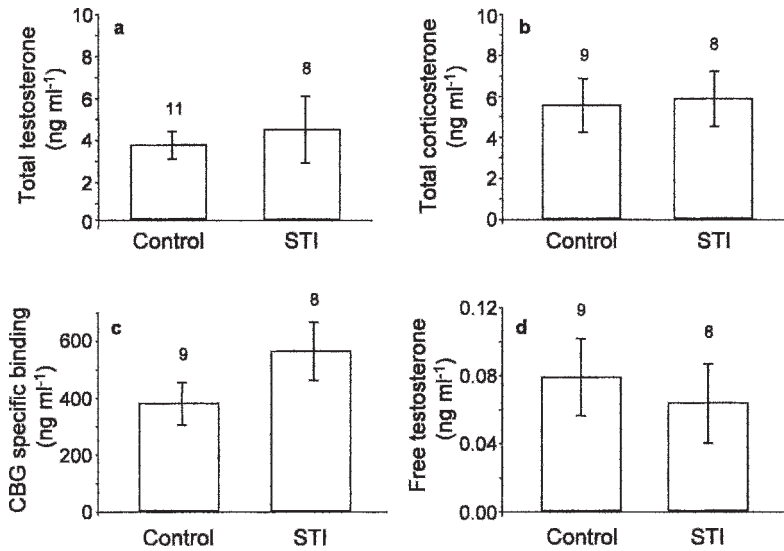 a
Total testosterone
(ng ml⁻¹)
10
8
6
4
2
0
11
8
Control
STI
b
Total corticosterone
(ng ml⁻¹)
10
8
6
4
2
0
9
8
Control
STI
c
CBG specific binding
(ng ml⁻¹)
600
400
200
0
9
8
Control
STI
d
Free testosterone
(ng ml⁻¹)
0.12
0.08
0.04
0.00
9
8
Control
STI